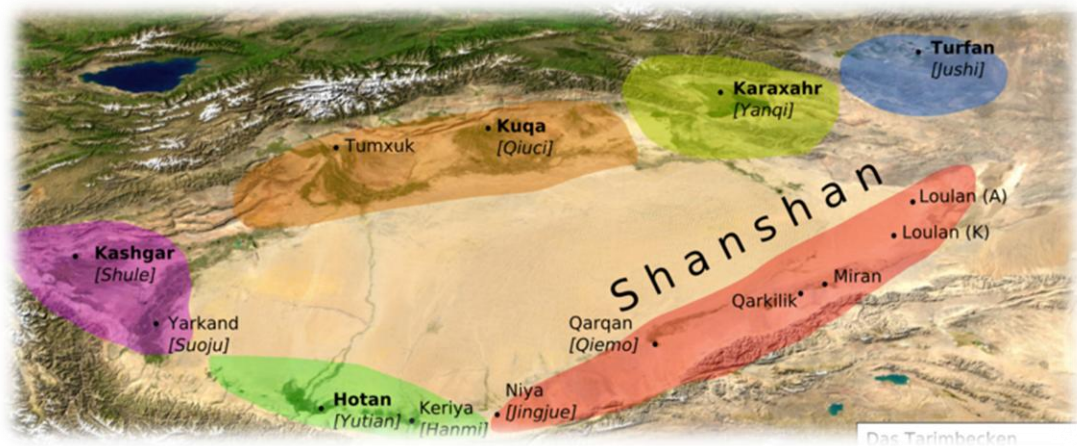 Turfan
[Jushi]
Karaxahr
[Yanqi]
Kuqa
[Qiuci]
Tumxuk
Shanshan
Loulan (A)
Loulan (K)
Kashgar
[Shule]
Miran
Qarkilik
Yarkand
[Suoju]
Qarqan
[Qiemo]
Niya
[Jingjue]
Hotan
[Yutian]
Keriya
[Hanmi]
Das Tarimbecken